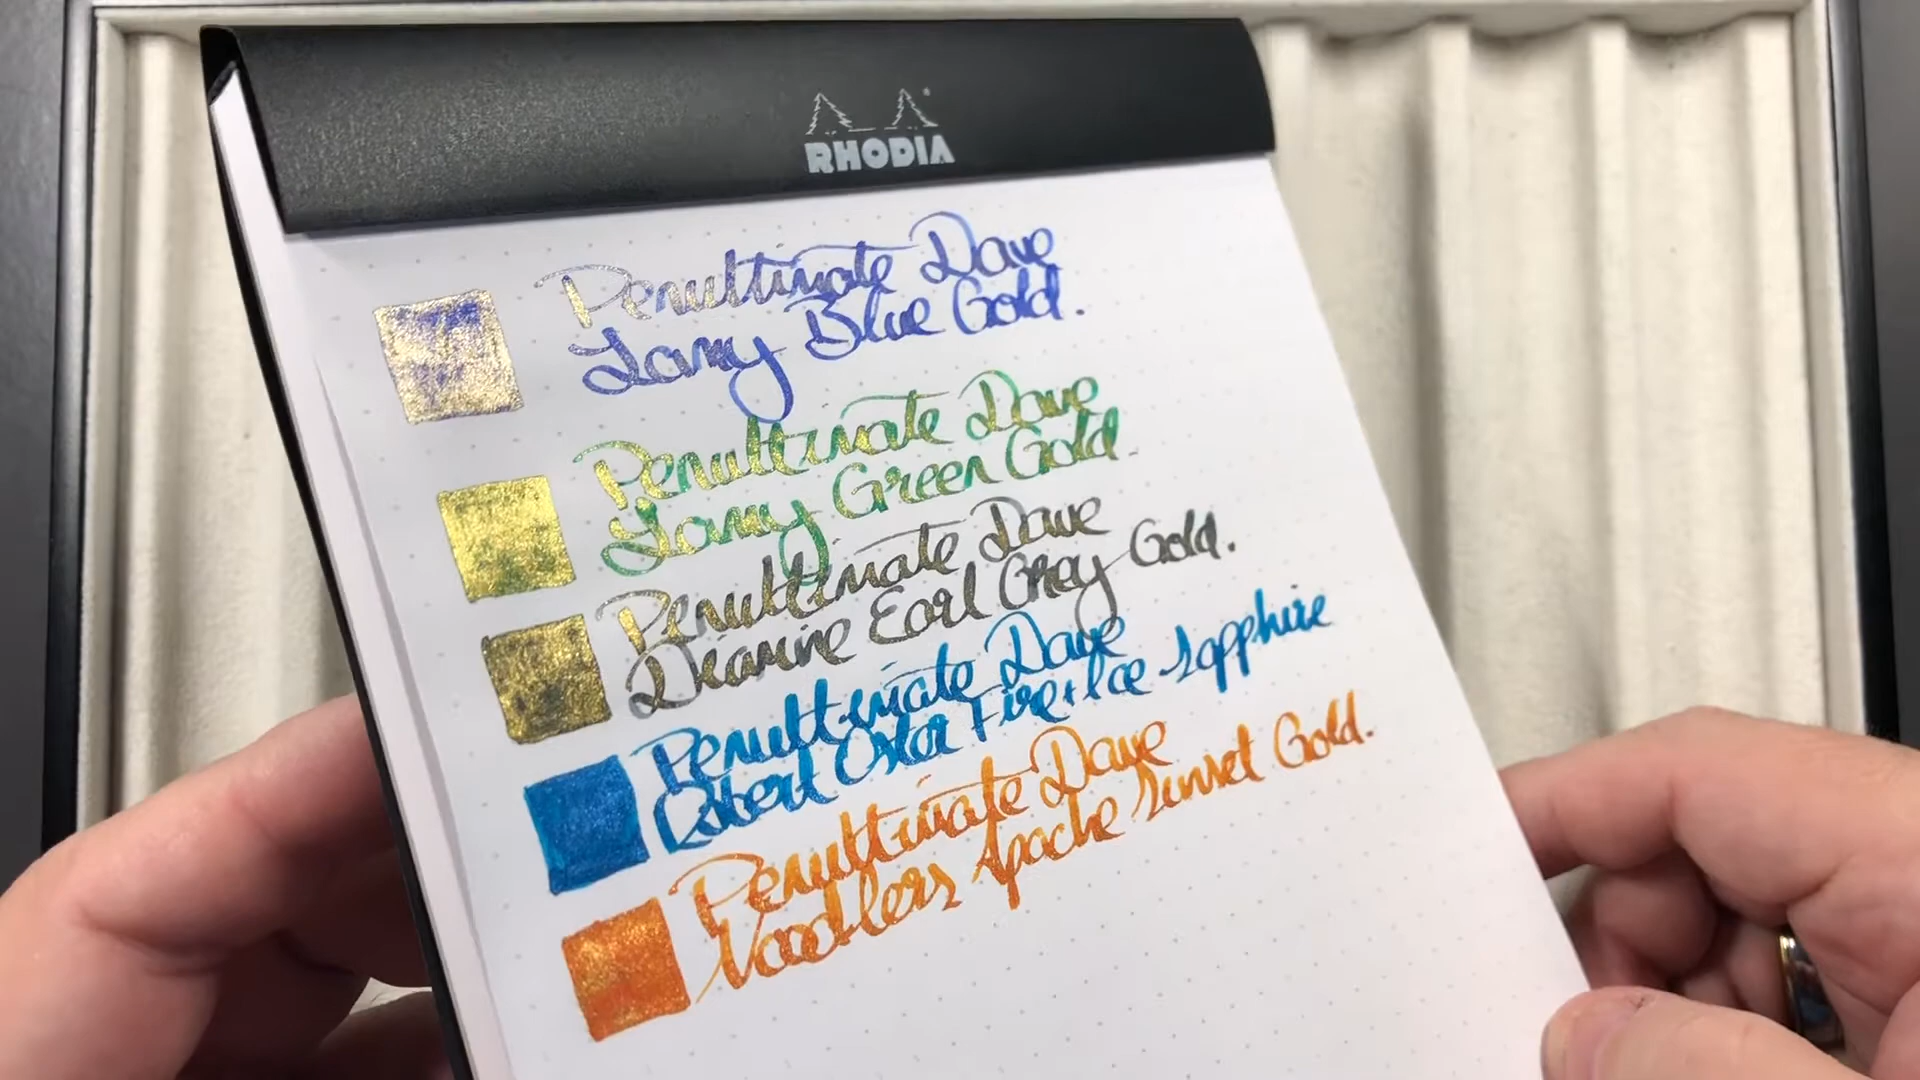 RHODIA
Penultimate Dave
Lamy Blue Gold.
Penultimate Dave
Lamy Green Gold.
Penultimate Dave
Diamine Earl Grey Gold.
Penultimate Dave
Robert Oster Fire + Ice Sapphire
Penultimate Dave
Noodlers Apache Sunset Gold.